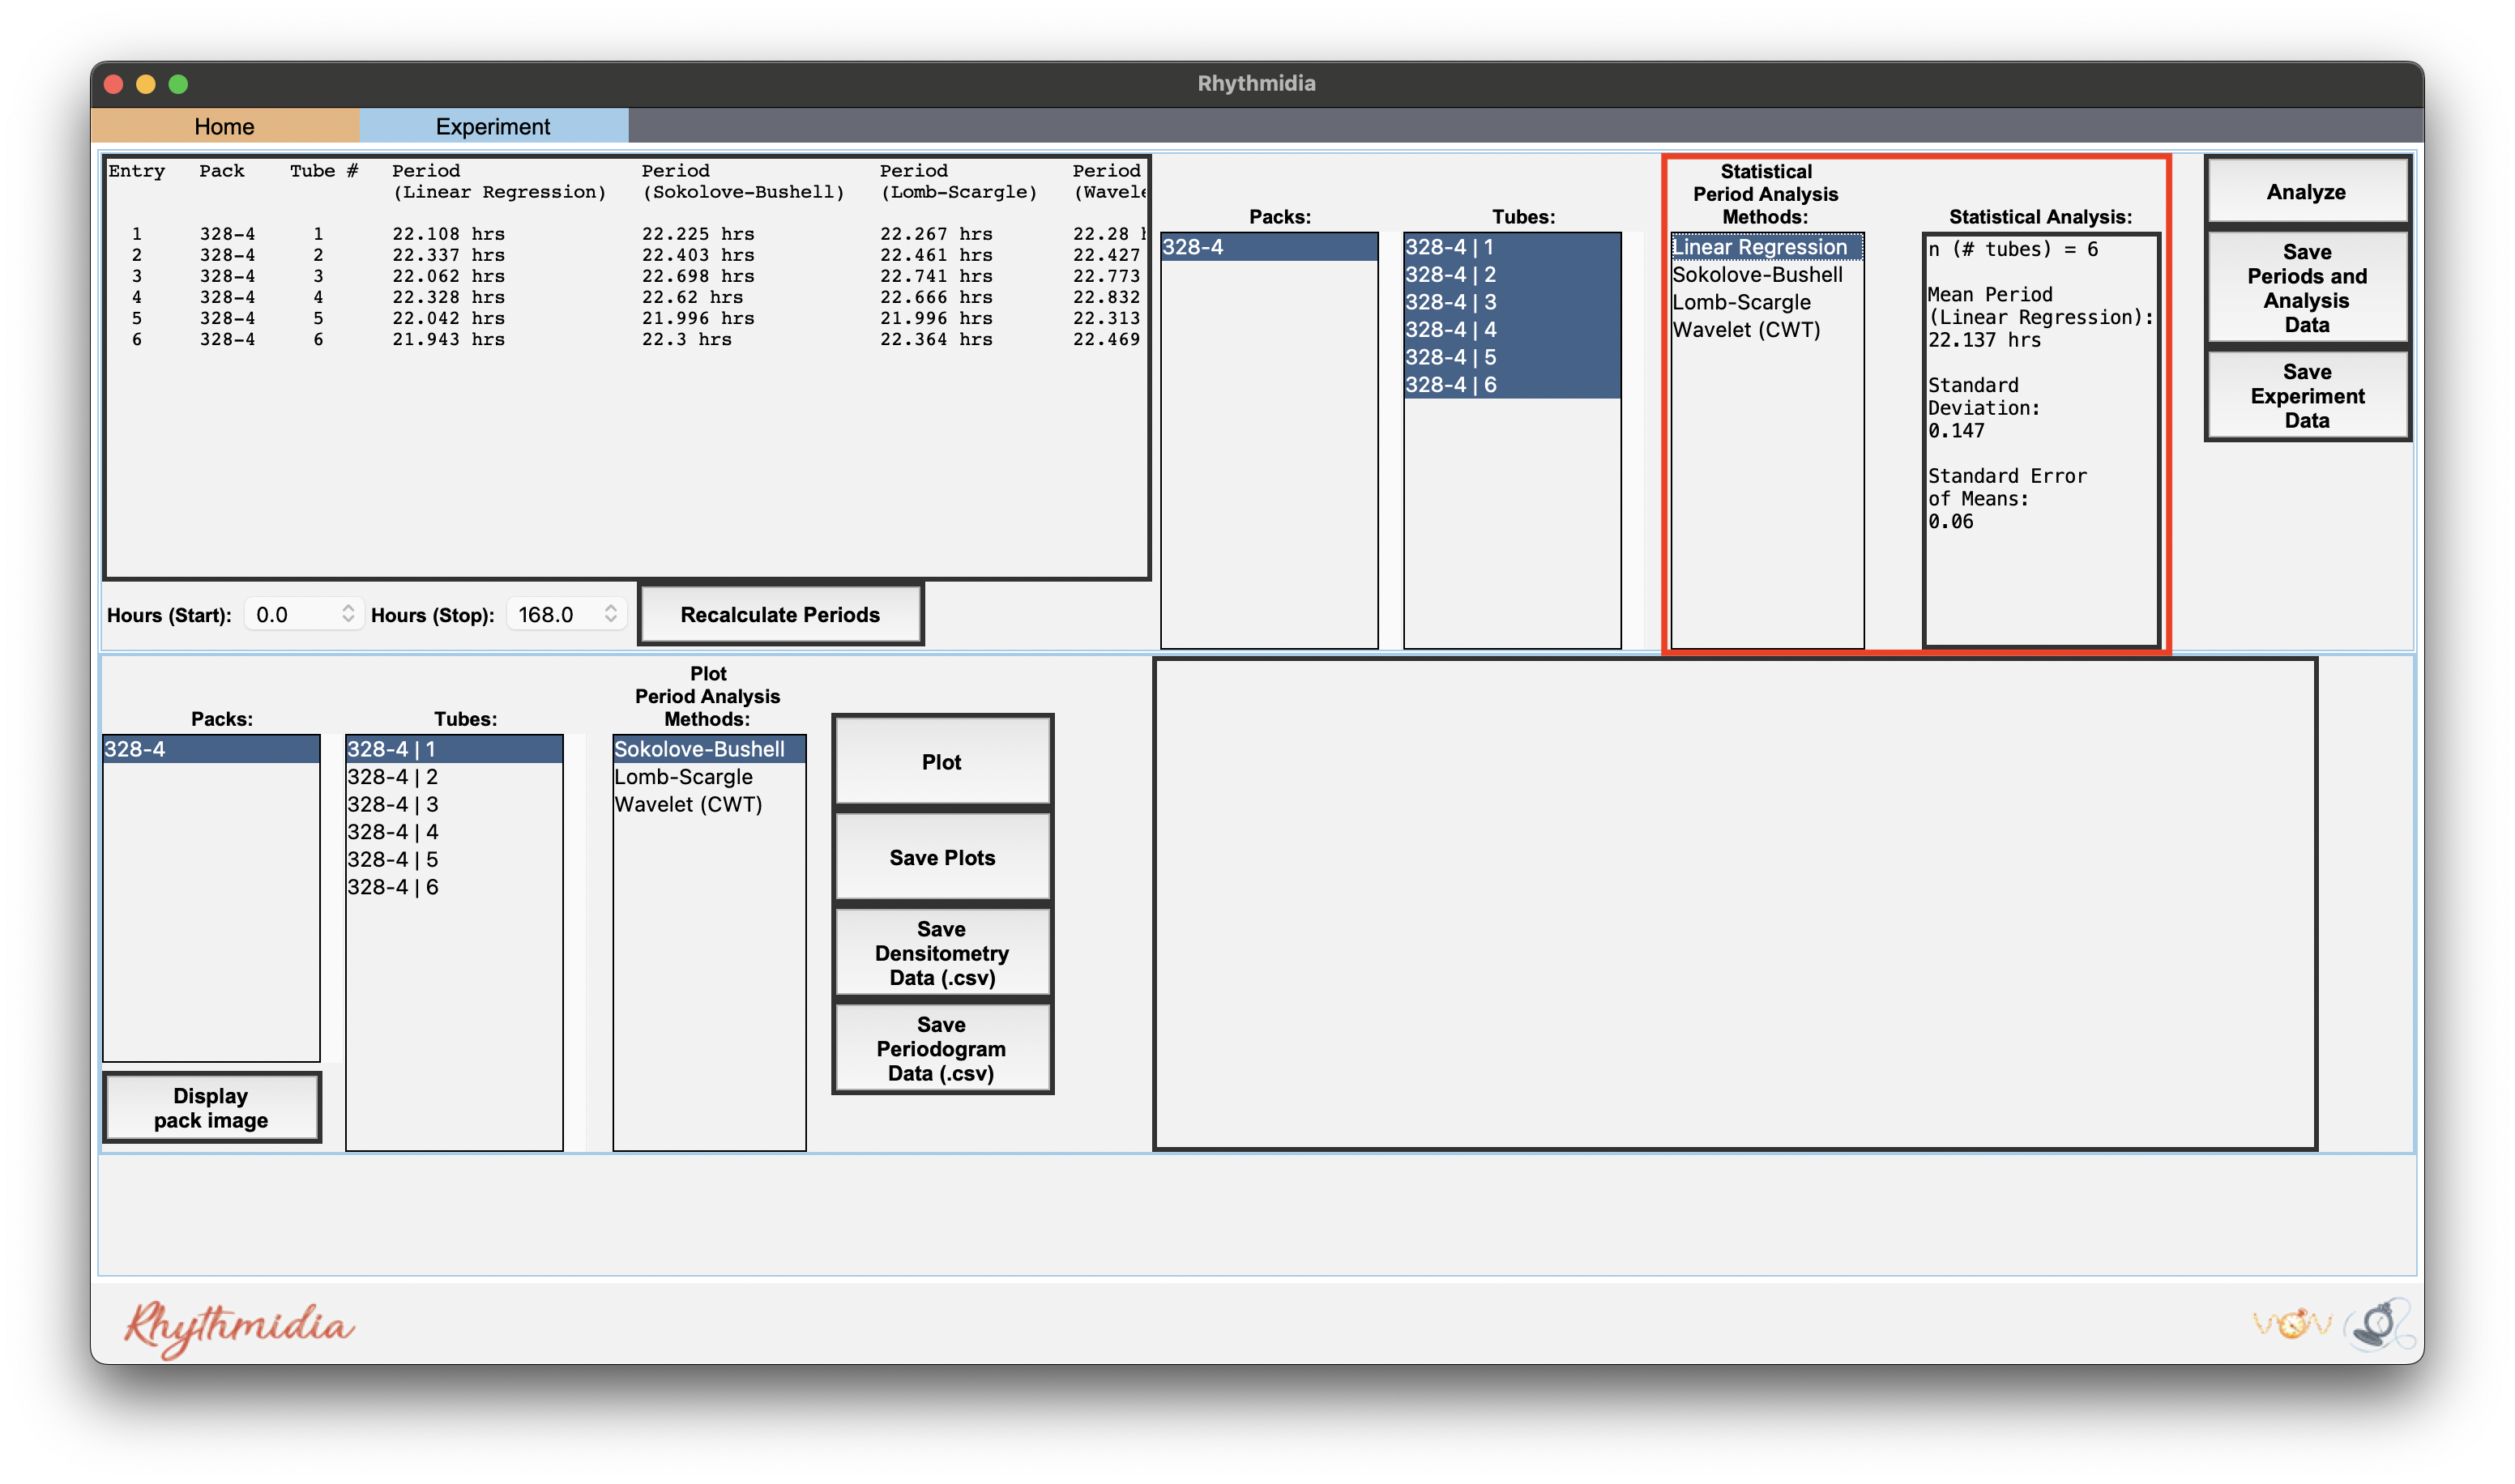 Rhythmidia
Home Experiment
Entry Pack Tube # Period Period Period Period
(Linear Regression) (Sokolove-Bushell) (Lomb-Scargle)
1 328-4 1 22.108 hrs 22.225 hrs 22.267 hrs 22.28
2 328-4 2 22.337 hrs 22.403 hrs 22.461 hrs 22.427
3 328-4 3 22.062 hrs 22.698 hrs 22.741 hrs 22.773
4 328-4 4 22.328 hrs 22.62 hrs 22.666 hrs 22.832
5 328-4 5 22.042 hrs 21.996 hrs 21.996 hrs 22.313
6 328-4 6 21.943 hrs 22.3 hrs 22.364 hrs 22.469
Hours (Start): 0.0 Hours (Stop): 168.0 Recalculate Periods
Packs:
328-4
Tubes:
328-4 | 1
328-4 | 2
328-4 | 3
328-4 | 4
328-4 | 5
328-4 | 6
Statistical
Period Analysis
Methods:
Linear Regression
Sokolove-Bushell
Lomb-Scargle
Wavelet (CWT)
Statistical Analysis:
n (# tubes) = 6
Mean Period
(Linear Regression):
22.137 hrs
Standard
Deviation:
0.147
Standard Error
of Means:
0.06
Analyze
Save
Periods and
Analysis
Data
Save
Experiment
Data
Packs:
328-4
Display
pack image
Tubes:
328-4 | 1
328-4 | 2
328-4 | 3
328-4 | 4
328-4 | 5
328-4 | 6
Plot
Period Analysis
Methods:
Sokolove-Bushell
Lomb-Scargle
Wavelet (CWT)
Plot
Save Plots
Save
Densitometry
Data (.csv)
Save
Periodogram
Data (.csv)
Rhythmidia